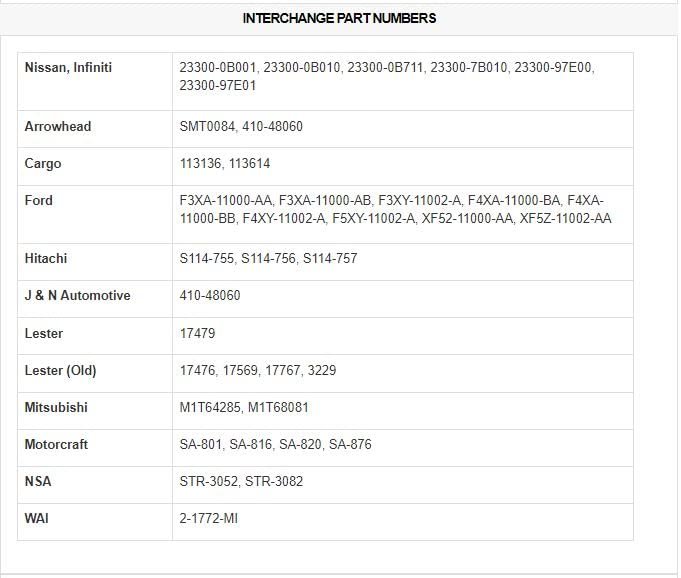 INTERCHANGE PART NUMBERS
Nissan, Infiniti 23300-0B001, 23300-0B010, 23300-0B711, 23300-7B010, 23300-97E00,
23300-97E01
Arrowhead SMT0084, 410-48060
Cargo 113136, 113614
Ford F3XA-11000-AA, F3XA-11000-AB, F3XY-11002-A, F4XA-11000-BA, F4XA-
11000-BB, F4XY-11002-A, F5XY-11002-A, XF52-11000-AA, XF5Z-11002-AA
Hitachi S114-755, S114-756, S114-757
J & N Automotive 410-48060
Lester 17479
Lester (Old) 17476, 17569, 17767, 3229
Mitsubishi M1T64285, M1T68081
Motorcraft SA-801, SA-816, SA-820, SA-876
NSA STR-3052, STR-3082
WAI 2-1772-MI